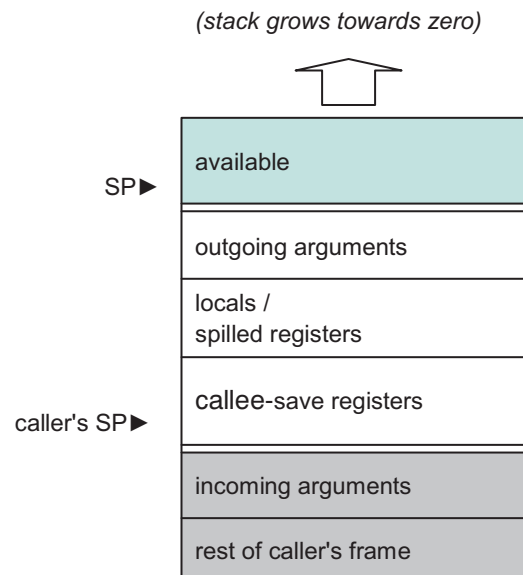 (stack grows towards zero)
available
SP►
outgoing arguments
locals /
spilled registers
callee-save registers
caller's SP►
incoming arguments
rest of caller's frame